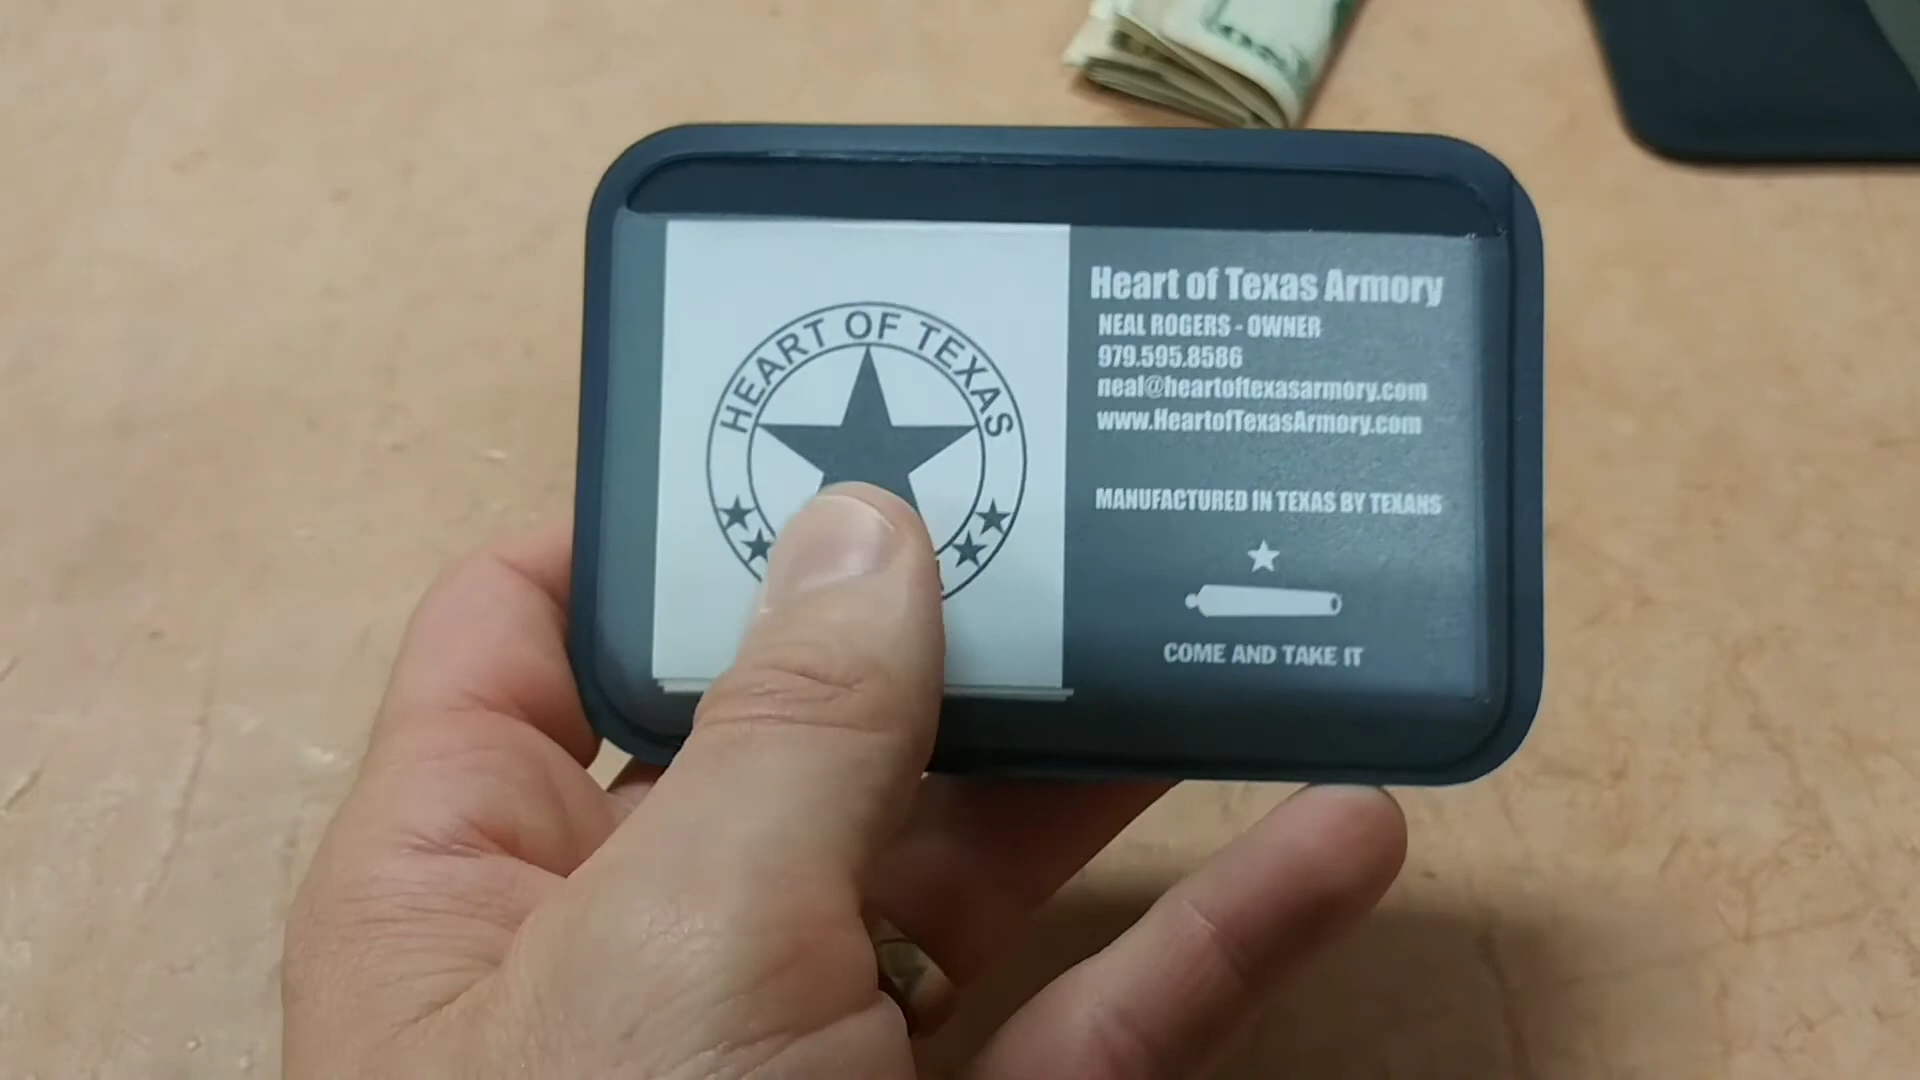 HEART OF TEXAS
Heart of Texas Armory
NEAL ROGERS - OWNER
979.595.8586
neal@heartoftexasarmory.com
www.HeartofTexasArmory.com
MANUFACTURED IN TEXAS BY TEXANS
COME AND TAKE IT